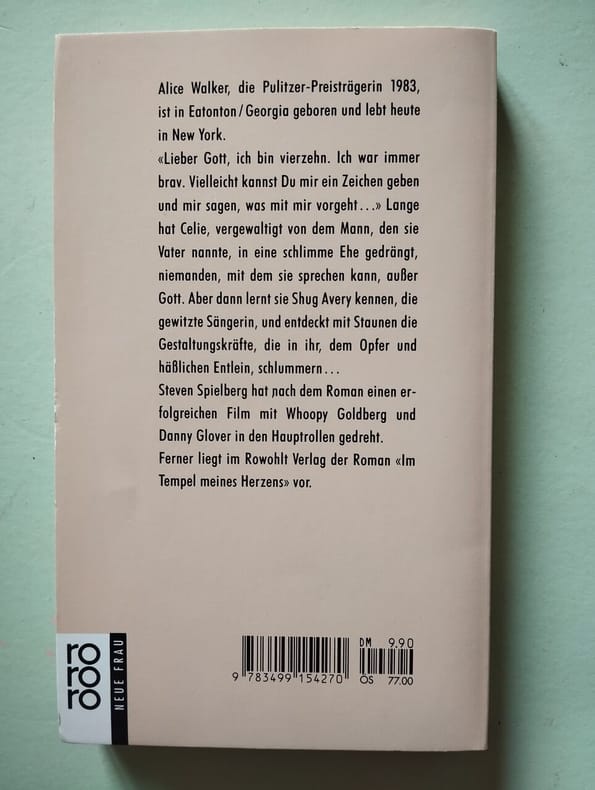 Alice Walker, die Pulitzer-Preisträgerin 1983,
ist in Eatonton/Georgia geboren und lebt heute
in New York.
«Lieber Gott, ich bin vierzehn. Ich war immer
brav. Vielleicht kannst Du mir ein Zeichen geben
und mir sagen, was mit mir vorgeht...» Lange
hat Celie, vergewaltigt von dem Mann, den sie
Vater nannte, in eine schlimme Ehe gedrängt,
niemanden, mit dem sie sprechen kann, außer
Gott. Aber dann lernt sie Shug Avery kennen, die
gewitzte Sängerin, und entdeckt mit Staunen die
Gestaltungskräfte, die in ihr, dem Opfer und
häßlichen Entlein, schlummern...
Steven Spielberg hat nach dem Roman einen er-
folgreichen Film mit Whoopy Goldberg und
Danny Glover in den Hauptrollen gedreht.
Ferner liegt im Rowohlt Verlag der Roman «Im
Tempel meines Herzens» vor.
ro
ro
ro
NEUE FRAU
9 783499 154270
DM 9.90
ÖS 77.00